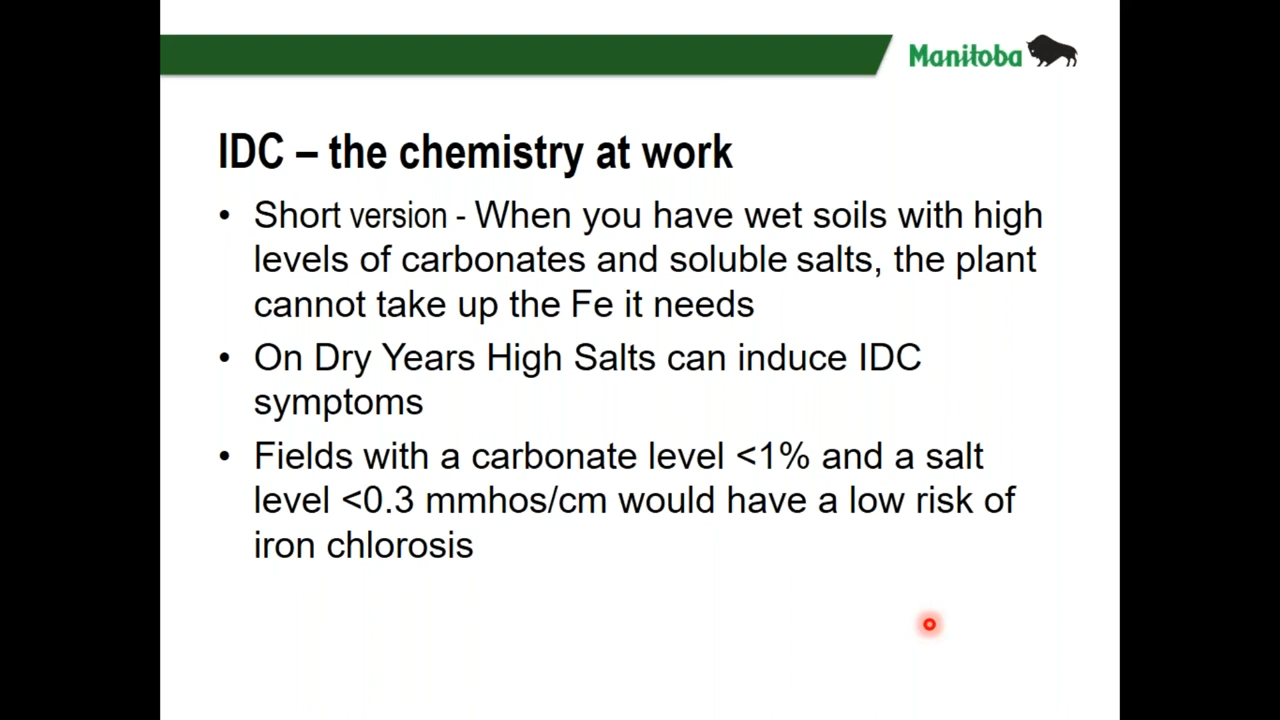 Manitoba
IDC – the chemistry at work
• Short version - When you have wet soils with high
levels of carbonates and soluble salts, the plant
cannot take up the Fe it needs
• On Dry Years High Salts can induce IDC
symptoms
• Fields with a carbonate level <1% and a salt
level <0.3 mmhos/cm would have a low risk of
iron chlorosis